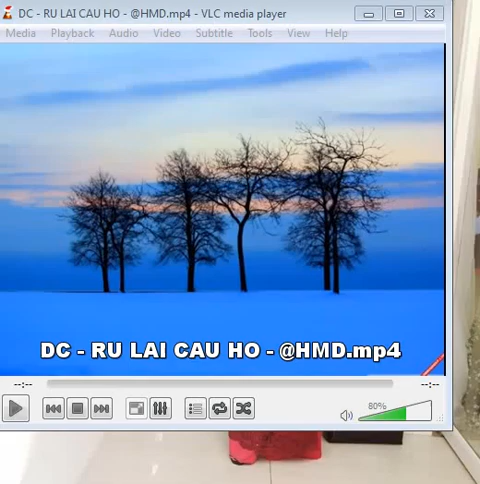 DC - RU LAI CAU HO - @HMD.mp4 - VLC media player
Media Playback Audio Video Subtitle Tools View Help
DC - RU LAI CAU HO - @HMD.mp4
--:-- --:--
80%